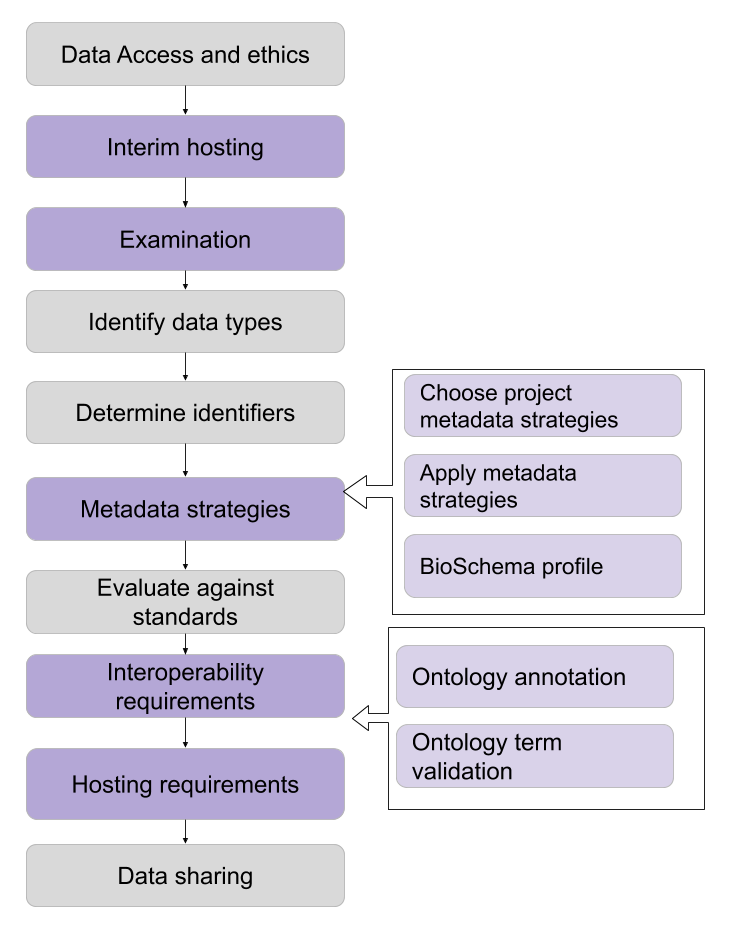 Data Access and ethics
Interim hosting
Examination
Identify data types
Determine identifiers
Metadata strategies
Evaluate against
standards
Interoperability
requirements
Hosting requirements
Data sharing
Choose project
metadata strategies
Apply metadata
strategies
BioSchema profile
Ontology annotation
Ontology term
validation